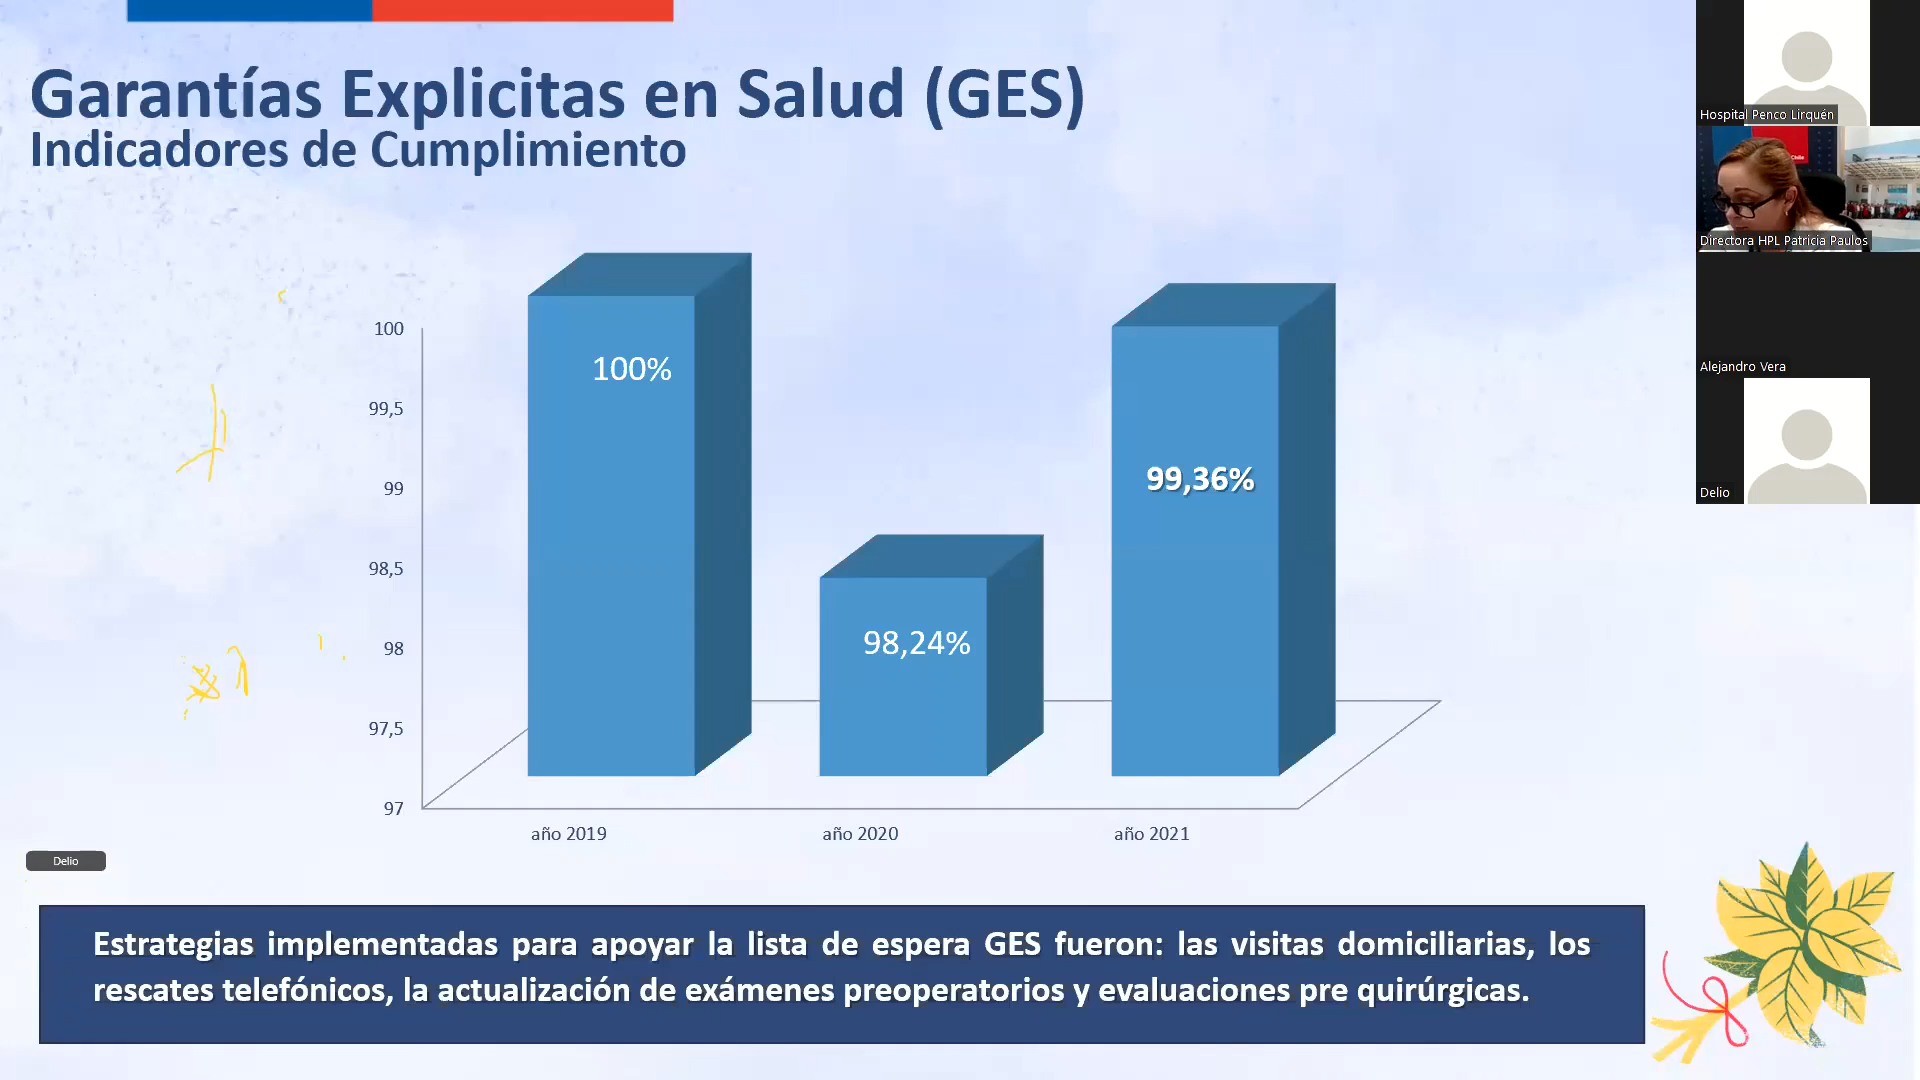 Garantías Explicitas en Salud (GES)
Indicadores de Cumplimiento
100
99,5
99
98,5
98
97,5
97
100%
98,24%
99,36%
año 2019
año 2020
año 2021
Estrategias implementadas para apoyar la lista de espera GES fueron: las visitas domiciliarias, los
rescates telefónicos, la actualización de exámenes preoperatorios y evaluaciones pre quirúrgicas.
Delio
Hospital Penco Lirquén
Directora HPL Patricia Paulos
Alejandro Vera
Delio